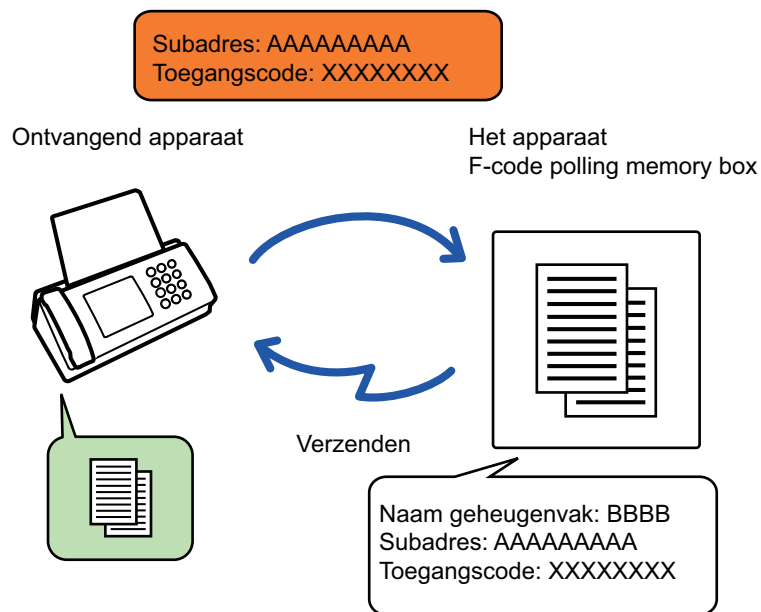 Subadres: AAAAAAAAA
Toegangscode: XXXXXXXX
Ontvangend apparaat
Het apparaat
F-code polling memory box
Verzenden
Naam geheugenvak: BBBB
Subadres: AAAAAAAAA
Toegangscode: XXXXXXXX